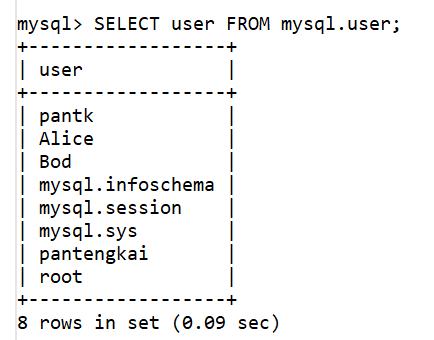 mysql> SELECT user FROM mysql.user;
+------------------+
| user             |
+------------------+
| pantk            |
| Alice            |
| Bod              |
| mysql.infoschema |
| mysql.session    |
| mysql.sys        |
| pantengkai       |
| root             |
+------------------+
8 rows in set (0.09 sec)